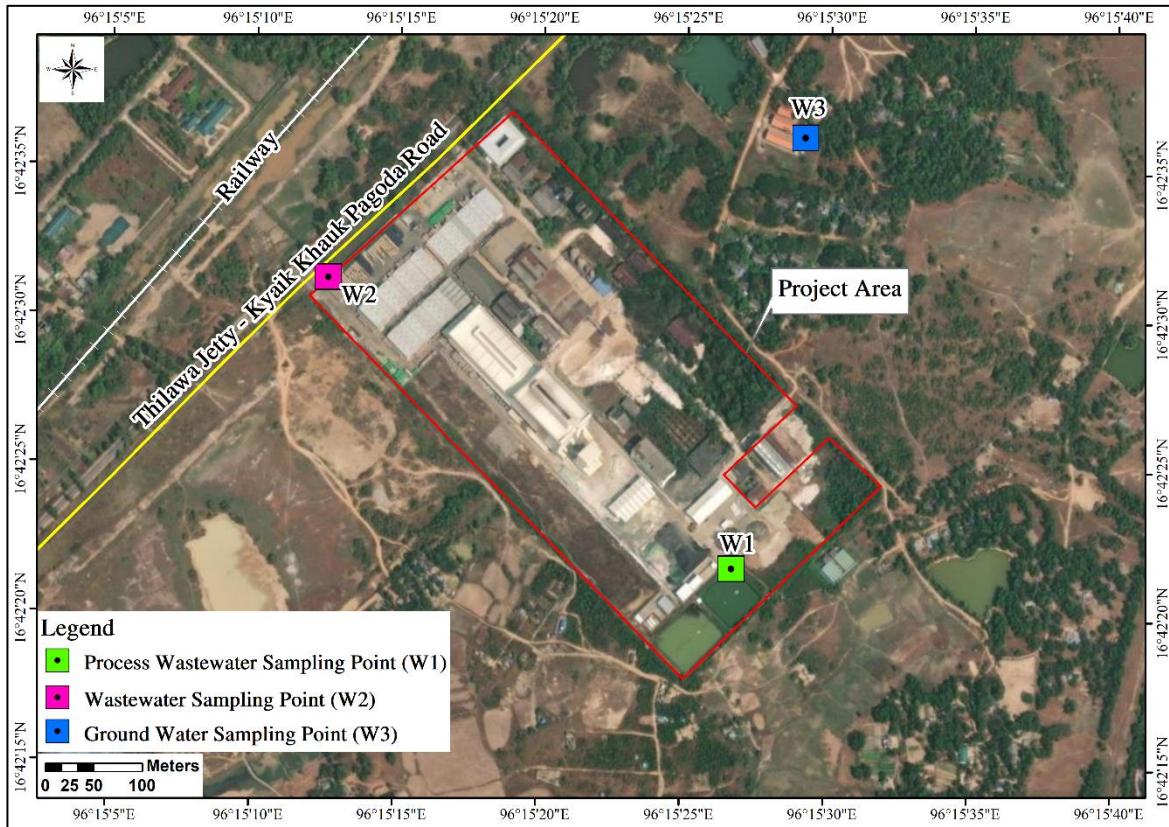 96°15'5"E 96°15'10"E 96°15'15"E 96°15'20"E 96°15'25"E 96°15'30"E 96°15'35"E 96°15'40"E
N
W E
S
W3
16°42'35"N
16°42'35"N
Railway
Thilawa Jetty - Kyaik Khauk Pagoda Road
Project Area
W2
16°42'30"N
16°42'30"N
16°42'25"N
16°42'25"N
W1
16°42'20"N
16°42'20"N
Legend
Process Wastewater Sampling Point (W1)
Wastewater Sampling Point (W2)
Ground Water Sampling Point (W3)
Meters
0 25 50 100
16°42'15"N
16°42'15"N
96°15'5"E 96°15'10"E 96°15'15"E 96°15'20"E 96°15'25"E 96°15'30"E 96°15'35"E 96°15'40"E